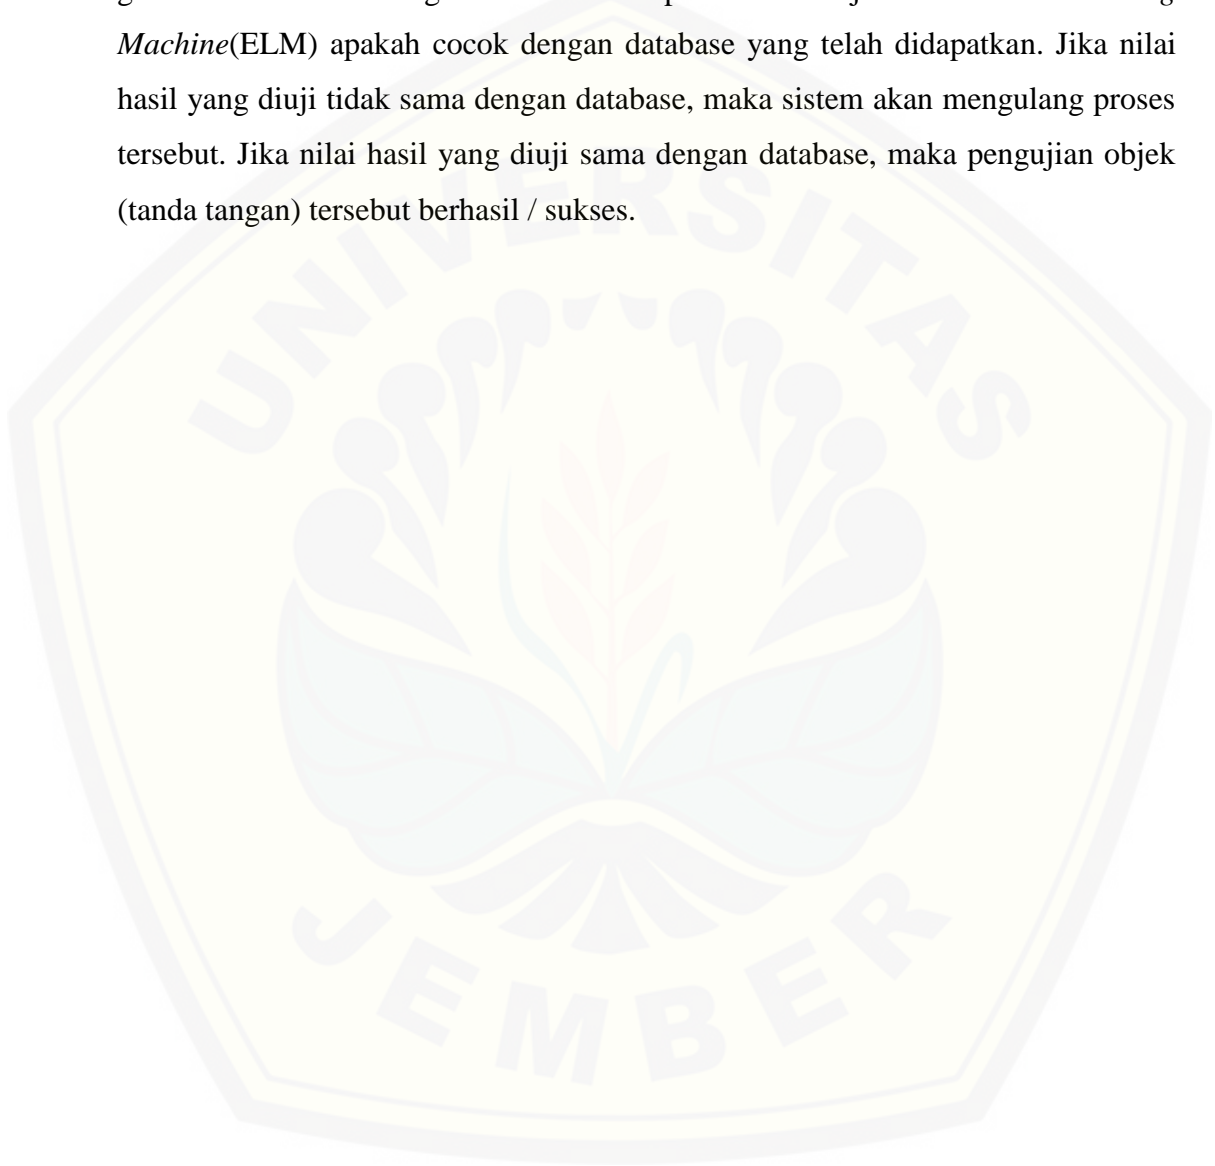 Machine(ELM) apakah cocok dengan database yang telah didapatkan. Jika nilai
hasil yang diuji tidak sama dengan database, maka sistem akan mengulang proses
tersebut. Jika nilai hasil yang diuji sama dengan database, maka pengujian objek
(tanda tangan) tersebut berhasil / sukses.
UNIVERSITAS
JEMBER